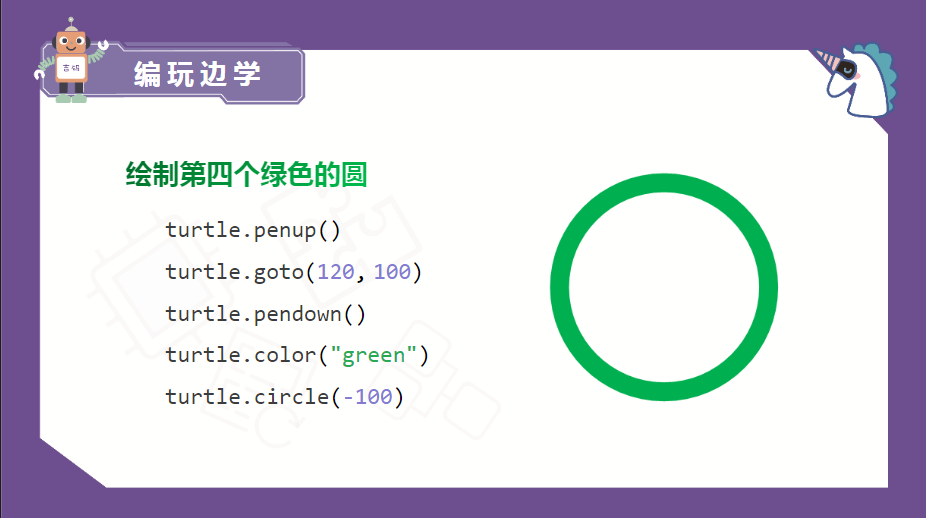 编玩边学
绘制第四个绿色的圆
turtle.penup()
turtle.goto(120, 100)
turtle.pendown()
turtle.color("green")
turtle.circle(-100)